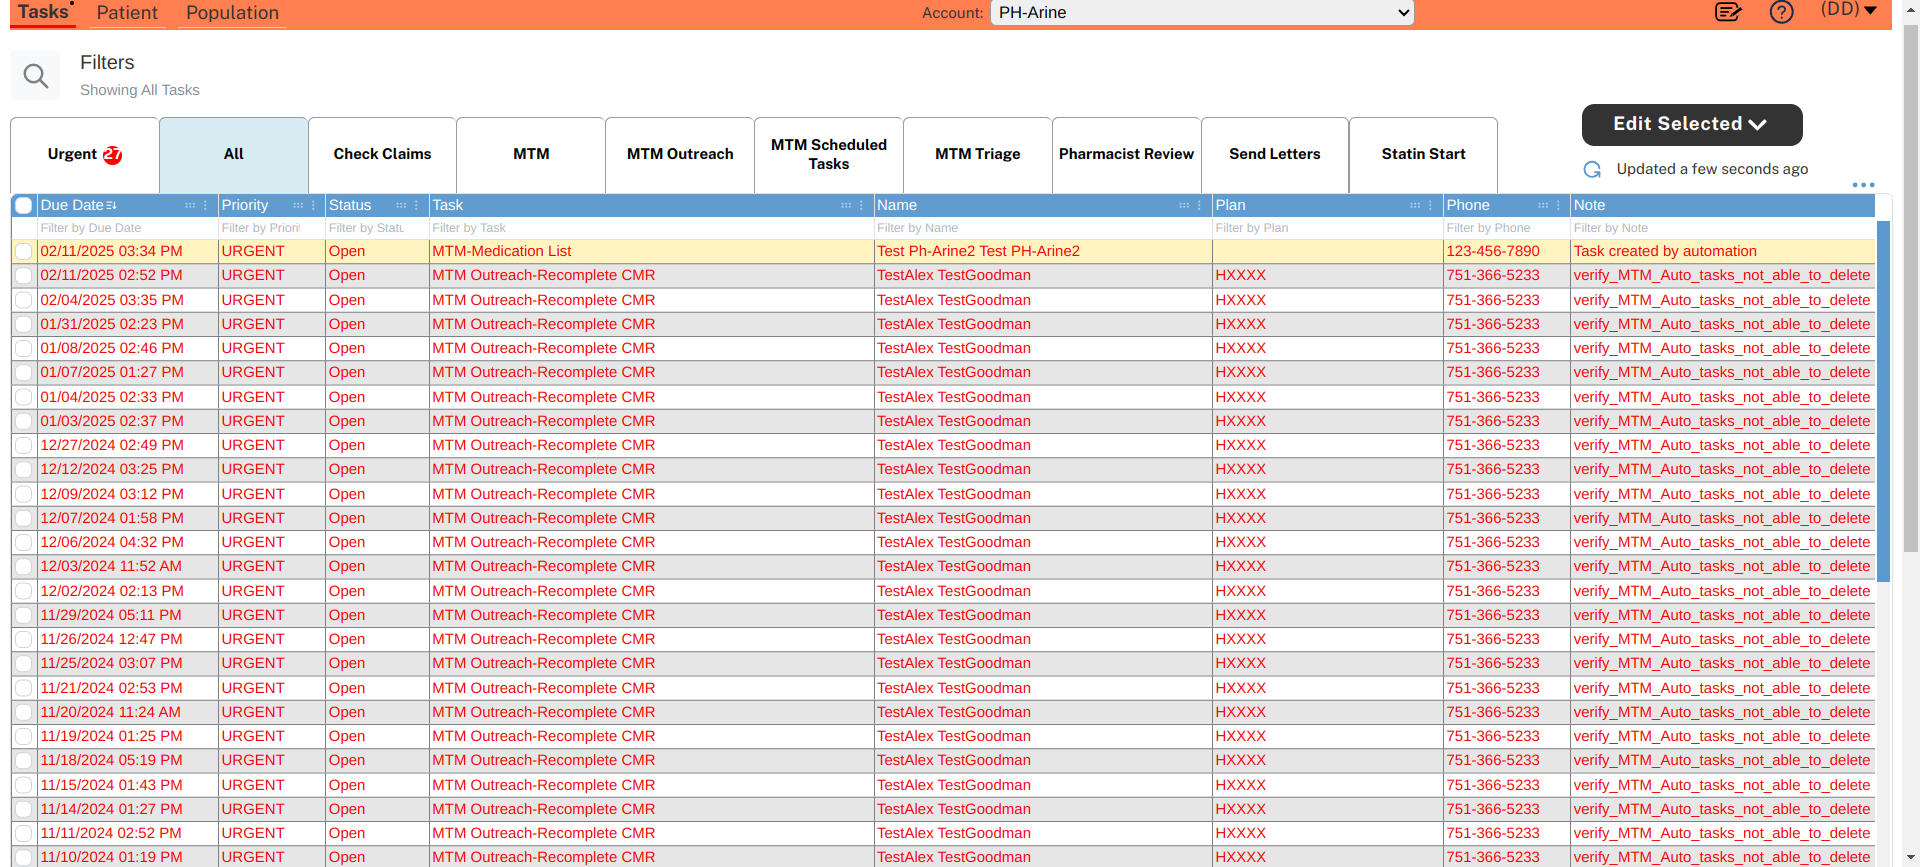 Tasks Patient Population Account: PH-Arine (DD)
Filters
Showing All Tasks
Edit Selected
Updated a few seconds ago
Urgent 27 All Check Claims MTM MTM Outreach MTM Scheduled Tasks MTM Triage Pharmacist Review Send Letters Statin Start
Due Date Priority Status Task Name Plan Phone Note
Filter by Due Date Filter by Priorit Filter by Statu Filter by Task Filter by Name Filter by Plan Filter by Phone Filter by Note
02/11/2025 03:34 PM URGENT Open MTM-Medication List Test Ph-Arine2 Test PH-Arine2 123-456-7890 Task created by automation
02/11/2025 02:52 PM URGENT Open MTM Outreach-Recomplete CMR TestAlex TestGoodman HXXXX 751-366-5233 verify_MTM_Auto_tasks_not_able_to_delete
02/04/2025 03:35 PM URGENT Open MTM Outreach-Recomplete CMR TestAlex TestGoodman HXXXX 751-366-5233 verify_MTM_Auto_tasks_not_able_to_delete
01/31/2025 02:23 PM URGENT Open MTM Outreach-Recomplete CMR TestAlex TestGoodman HXXXX 751-366-5233 verify_MTM_Auto_tasks_not_able_to_delete
01/08/2025 02:46 PM URGENT Open MTM Outreach-Recomplete CMR TestAlex TestGoodman HXXXX 751-366-5233 verify_MTM_Auto_tasks_not_able_to_delete
01/07/2025 01:27 PM URGENT Open MTM Outreach-Recomplete CMR TestAlex TestGoodman HXXXX 751-366-5233 verify_MTM_Auto_tasks_not_able_to_delete
01/04/2025 02:33 PM URGENT Open MTM Outreach-Recomplete CMR TestAlex TestGoodman HXXXX 751-366-5233 verify_MTM_Auto_tasks_not_able_to_delete
01/03/2025 02:37 PM URGENT Open MTM Outreach-Recomplete CMR TestAlex TestGoodman HXXXX 751-366-5233 verify_MTM_Auto_tasks_not_able_to_delete
12/27/2024 02:49 PM URGENT Open MTM Outreach-Recomplete CMR TestAlex TestGoodman HXXXX 751-366-5233 verify_MTM_Auto_tasks_not_able_to_delete
12/12/2024 03:25 PM URGENT Open MTM Outreach-Recomplete CMR TestAlex TestGoodman HXXXX 751-366-5233 verify_MTM_Auto_tasks_not_able_to_delete
12/09/2024 03:12 PM URGENT Open MTM Outreach-Recomplete CMR TestAlex TestGoodman HXXXX 751-366-5233 verify_MTM_Auto_tasks_not_able_to_delete
12/07/2024 01:58 PM URGENT Open MTM Outreach-Recomplete CMR TestAlex TestGoodman HXXXX 751-366-5233 verify_MTM_Auto_tasks_not_able_to_delete
12/06/2024 04:32 PM URGENT Open MTM Outreach-Recomplete CMR TestAlex TestGoodman HXXXX 751-366-5233 verify_MTM_Auto_tasks_not_able_to_delete
12/03/2024 11:52 AM URGENT Open MTM Outreach-Recomplete CMR TestAlex TestGoodman HXXXX 751-366-5233 verify_MTM_Auto_tasks_not_able_to_delete
12/02/2024 02:13 PM URGENT Open MTM Outreach-Recomplete CMR TestAlex TestGoodman HXXXX 751-366-5233 verify_MTM_Auto_tasks_not_able_to_delete
11/29/2024 05:11 PM URGENT Open MTM Outreach-Recomplete CMR TestAlex TestGoodman HXXXX 751-366-5233 verify_MTM_Auto_tasks_not_able_to_delete
11/26/2024 12:47 PM URGENT Open MTM Outreach-Recomplete CMR TestAlex TestGoodman HXXXX 751-366-5233 verify_MTM_Auto_tasks_not_able_to_delete
11/25/2024 03:07 PM URGENT Open MTM Outreach-Recomplete CMR TestAlex TestGoodman HXXXX 751-366-5233 verify_MTM_Auto_tasks_not_able_to_delete
11/21/2024 02:53 PM URGENT Open MTM Outreach-Recomplete CMR TestAlex TestGoodman HXXXX 751-366-5233 verify_MTM_Auto_tasks_not_able_to_delete
11/20/2024 11:24 AM URGENT Open MTM Outreach-Recomplete CMR TestAlex TestGoodman HXXXX 751-366-5233 verify_MTM_Auto_tasks_not_able_to_delete
11/19/2024 01:25 PM URGENT Open MTM Outreach-Recomplete CMR TestAlex TestGoodman HXXXX 751-366-5233 verify_MTM_Auto_tasks_not_able_to_delete
11/18/2024 05:19 PM URGENT Open MTM Outreach-Recomplete CMR TestAlex TestGoodman HXXXX 751-366-5233 verify_MTM_Auto_tasks_not_able_to_delete
11/15/2024 01:43 PM URGENT Open MTM Outreach-Recomplete CMR TestAlex TestGoodman HXXXX 751-366-5233 verify_MTM_Auto_tasks_not_able_to_delete
11/14/2024 01:27 PM URGENT Open MTM Outreach-Recomplete CMR TestAlex TestGoodman HXXXX 751-366-5233 verify_MTM_Auto_tasks_not_able_to_delete
11/11/2024 02:52 PM URGENT Open MTM Outreach-Recomplete CMR TestAlex TestGoodman HXXXX 751-366-5233 verify_MTM_Auto_tasks_not_able_to_delete
11/10/2024 01:19 PM URGENT Open MTM Outreach-Recomplete CMR TestAlex TestGoodman HXXXX 751-366-5233 verify_MTM_Auto_tasks_not_able_to_delete